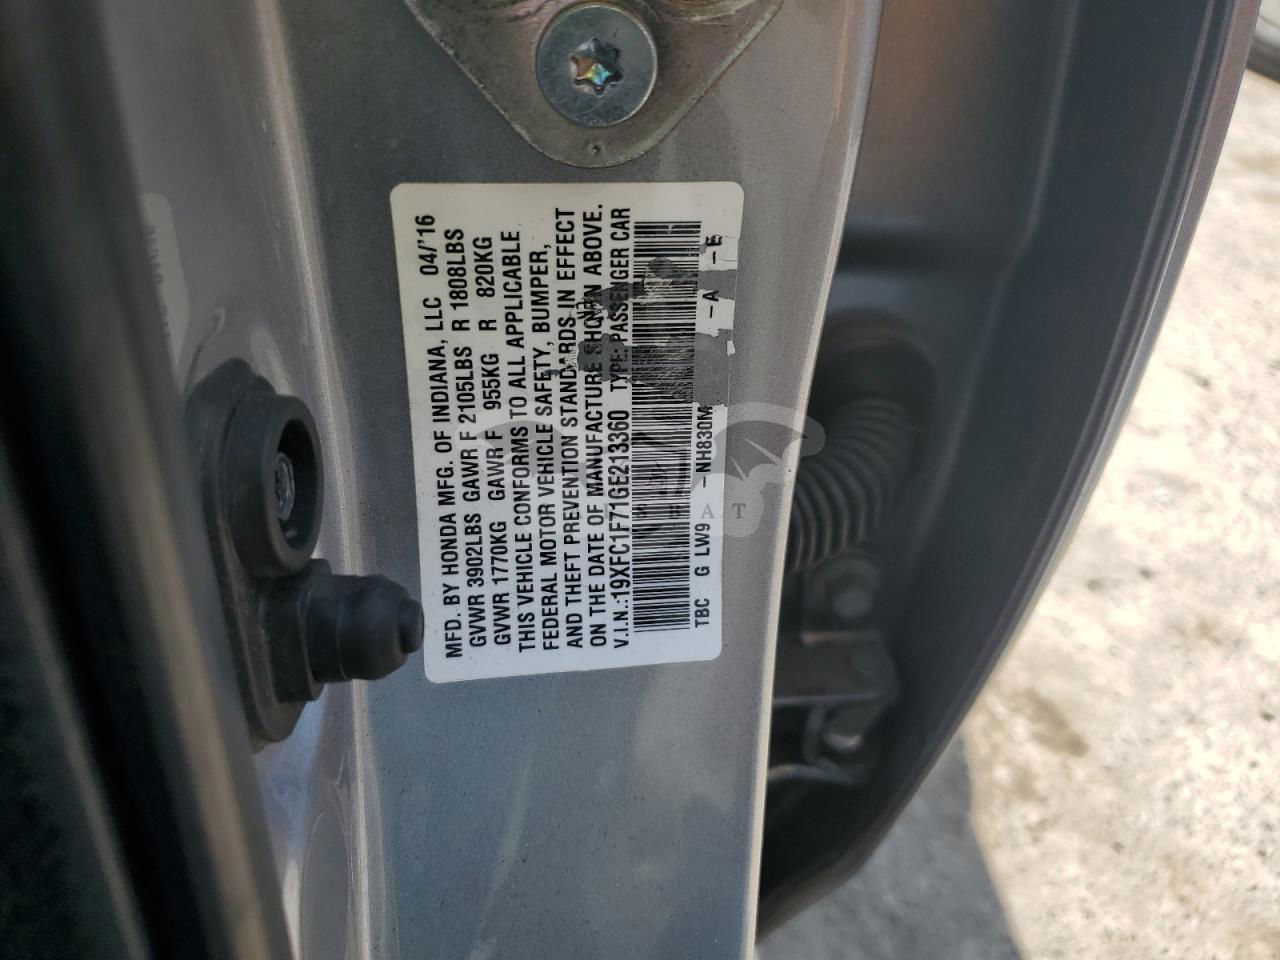 MFD. BY HONDA MFG. OF INDIANA, LLC 04/'16
GVWR 3902LBS GAWR F 2105LBS R 1808LBS
GVWR 1770KG GAWR F 955KG R 820KG
THIS VEHICLE CONFORMS TO ALL APPLICABLE
FEDERAL MOTOR VEHICLE SAFETY, BUMPER,
AND THEFT PREVENTION STANDARDS IN EFFECT
ON THE DATE OF MANUFACTURE SHOWN ABOVE.
V.I.N.:19XFC1F71GE213360 TYPE: PASSENGER CAR
TBC G LW9 -NH830M -A -E